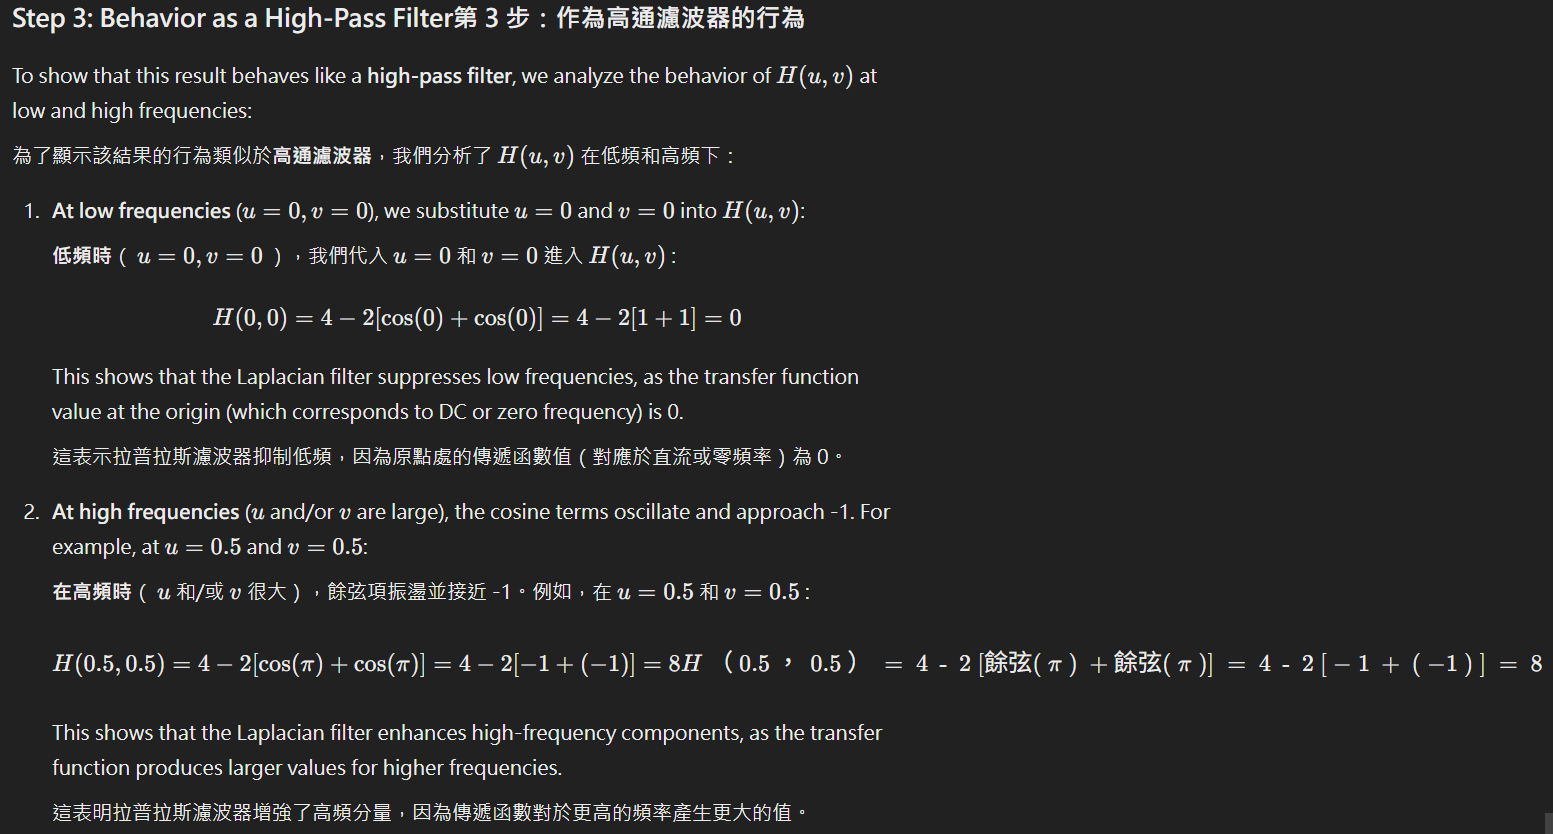 Step 3: Behavior as a High-Pass Filter第 3 步：作為高通濾波器的行為
To show that this result behaves like a high-pass filter, we analyze the behavior of H(u, v) at
low and high frequencies:
為了顯示該結果的行為類似於高通濾波器，我們分析了 H(u, v) 在低頻和高頻下：
1. At low frequencies (u = 0, v = 0), we substitute u = 0 and v = 0 into H(u, v):
低頻時（ u = 0, v = 0 ），我們代入 u = 0 和 v = 0 進入 H(u, v) :
H(0, 0) = 4 − 2[cos(0) + cos(0)] = 4 − 2[1 + 1] = 0
This shows that the Laplacian filter suppresses low frequencies, as the transfer function
value at the origin (which corresponds to DC or zero frequency) is 0.
這表示拉普拉斯濾波器抑制低頻，因為原點處的傳遞函數值（對應於直流或零頻率）為 0。
2. At high frequencies (u and/or v are large), the cosine terms oscillate and approach -1. For
example, at u = 0.5 and v = 0.5:
在高頻時（ u 和/或 v 很大），餘弦項振盪並接近 -1。例如，在 u = 0.5 和 v = 0.5 :
H(0.5, 0.5) = 4 − 2[cos(π) + cos(π)] = 4 − 2[−1 + (−1)] = 8H （0.5 ， 0.5） = 4 - 2 [餘弦( π ) + 餘弦( π )] = 4 - 2 [ − 1 + ( −1 ) ] = 8
This shows that the Laplacian filter enhances high-frequency components, as the transfer
function produces larger values for higher frequencies.
這表明拉普拉斯濾波器增強了高頻分量，因為傳遞函數對於更高的頻率產生更大的值。